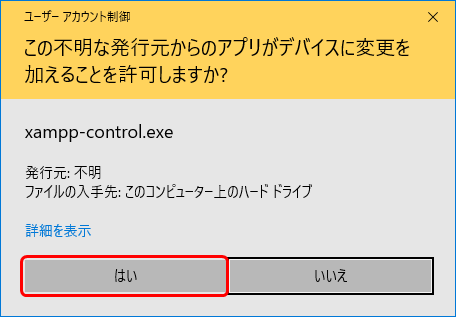 ユーザー アカウント制御
この不明な発行元からのアプリがデバイスに変更を
加えることを許可しますか?
xampp-control.exe
発行元: 不明
ファイルの入手先: このコンピューター上のハード ドライブ
詳細を表示
はい
いいえ